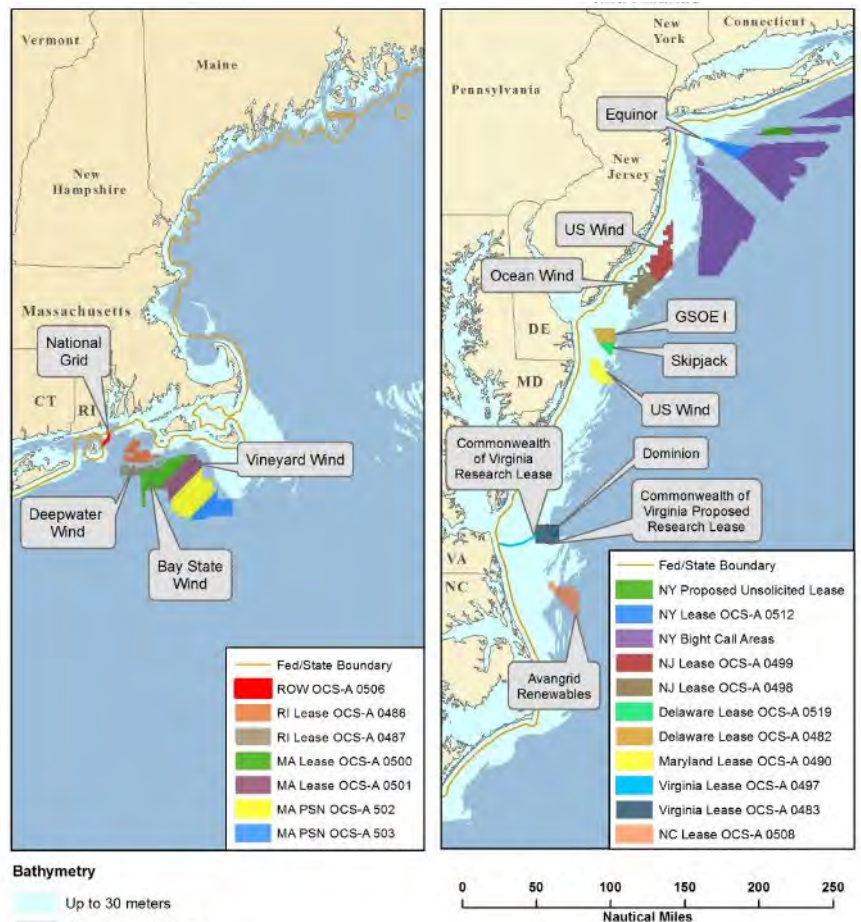 Vermont
Maine
New
Hampshire
Massachusetts
National
Grid
CT
RI
Vineyard Wind
Deepwater
Wind
Bay State
Wind
Fed/State Boundary
ROW OCS-A 0506
RI Lease OCS-A 0486
RI Lease OCS-A 0487
MA Lease OCS-A 0500
MA Lease OCS-A 0501
MA PSN OCS-A 502
MA PSN OCS-A 503
New
York
Connecticut
Pennsylvania
Equinor
New
Jersey
US Wind
Ocean Wind
GSOE I
DE
Skipjack
MD
US Wind
Commonwealth
of Virginia
Research Lease
Dominion
Commonwealth of
Virginia Proposed
Research Lease
VA
NC
Avangrid
Renewables
Fed/State Boundary
NY Proposed Unsolicited Lease
NY Lease OCS-A 0512
NY Bight Call Areas
NJ Lease OCS-A 0499
NJ Lease OCS-A 0498
Delaware Lease OCS-A 0519
Delaware Lease OCS-A 0482
Maryland Lease OCS-A 0490
Virginia Lease OCS-A 0497
Virginia Lease OCS-A 0483
NC Lease OCS-A 0508
Bathymetry
Up to 30 meters
0 50 100 150 200 250
Nautical Miles